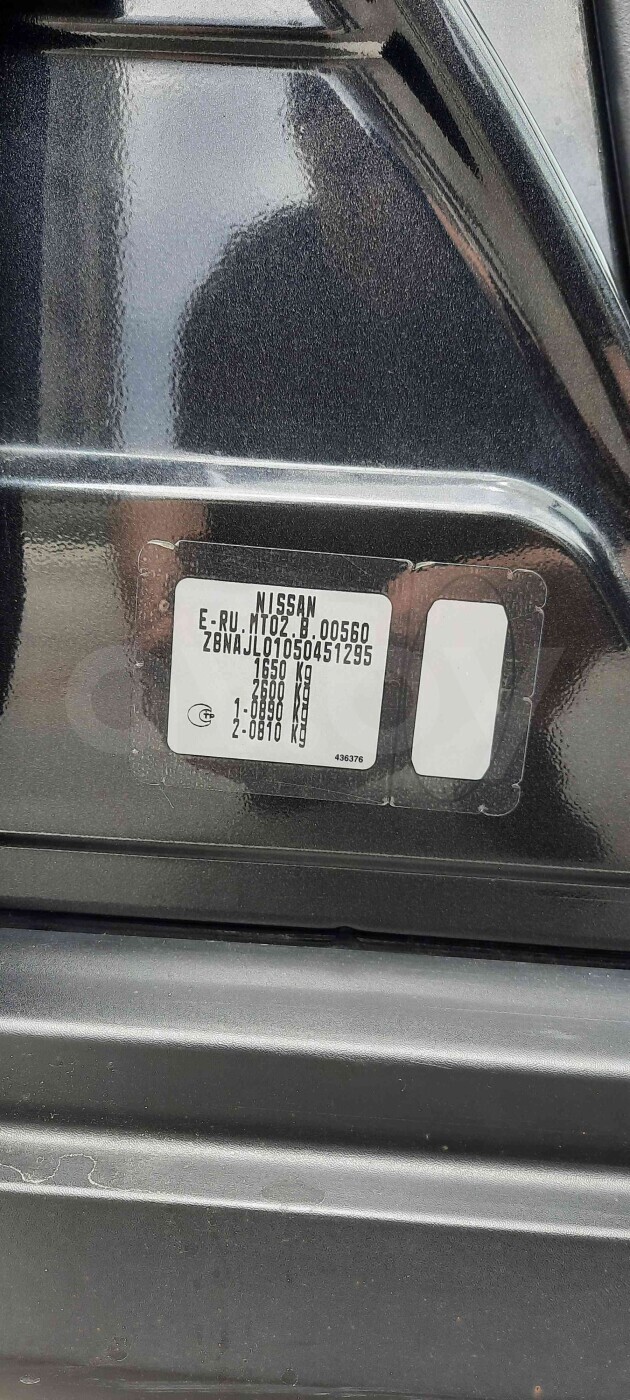 NISSAN
E-RU.MT02.B.00560
Z8NAJL01050451295
1650 Kg
2600 Kg
1-0890 Kg
2-0810 Kg
436376